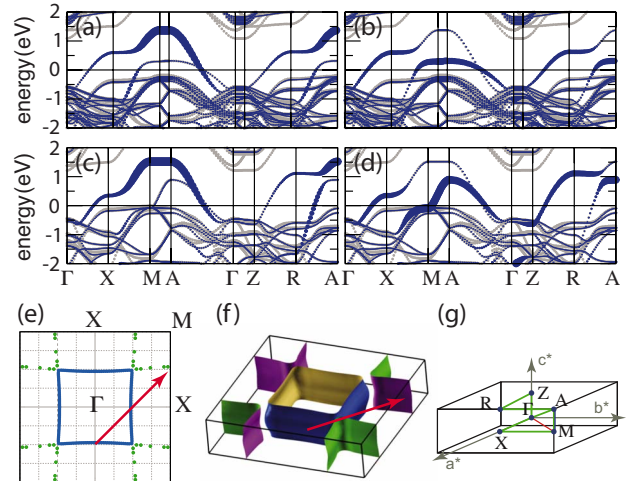 2
(a)
(b)
energy (eV)
1
0
-1
-2
2
(c)
(d)
energy (eV)
1
0
-1
-2
Γ X M A Γ Z R A Γ X M A Γ Z R A
(e) X M (f) (g)
c*
Z
R Γ A b*
Γ X
X M
a*